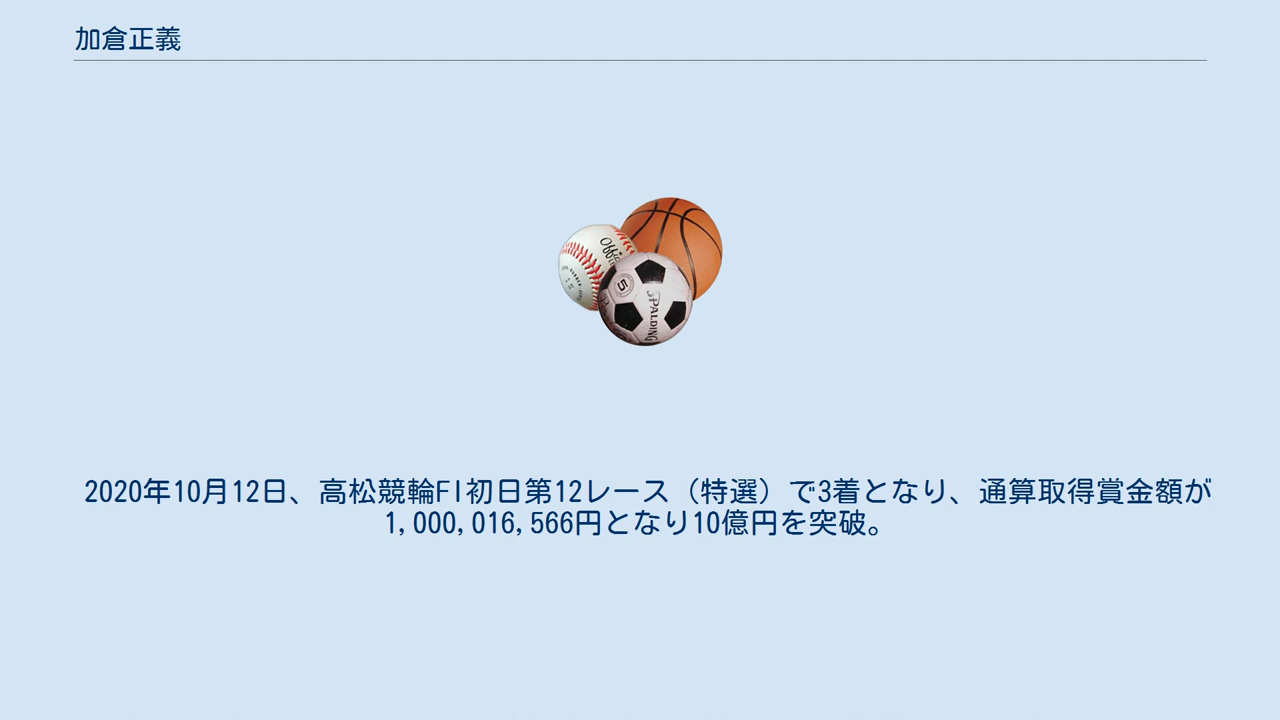 加倉正義
Offic
5
SPALDING
2020年10月12日、高松競輪FI初日第12レース（特選）で3着となり、通算取得賞金額が
1,000,016,566円となり10億円を突破。